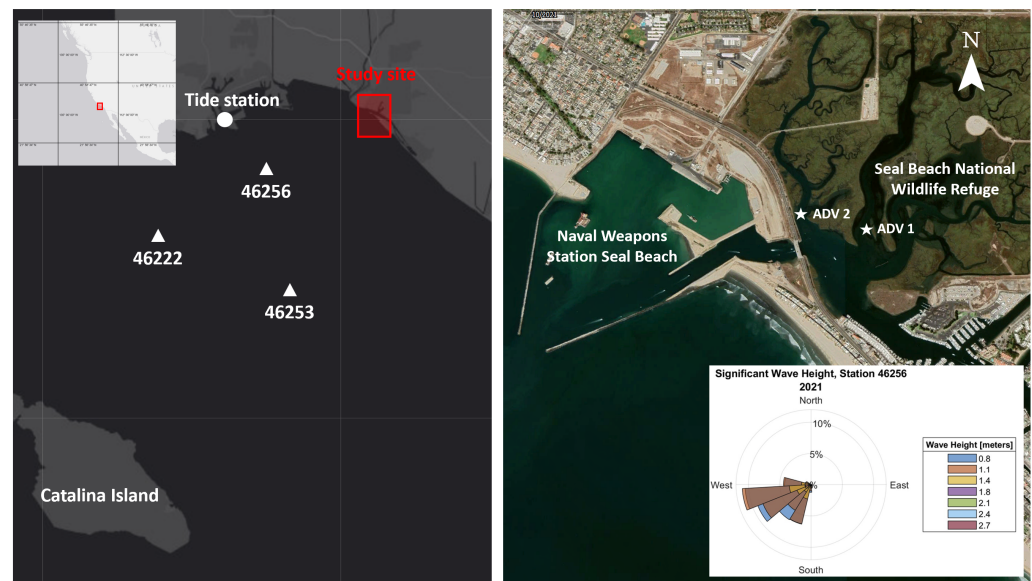 Study site
Tide station
46256
46222
46253
Catalina Island
10/2021
N
Seal Beach National
Wildlife Refuge
ADV 2
ADV 1
Naval Weapons
Station Seal Beach
Significant Wave Height, Station 46256
2021
North
10%
5%
0%
West
East
South
Wave Height [meters]
0.8
1.1
1.4
1.8
2.1
2.4
2.7